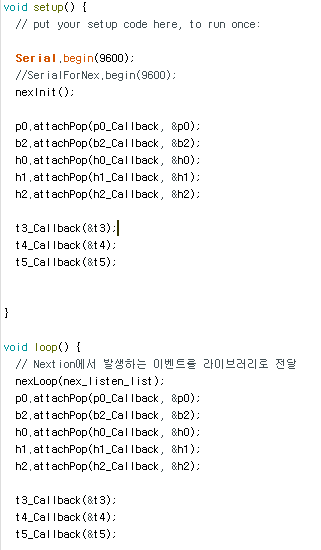 void setup() {
// put your setup code here, to run once:
Serial.begin(9600);
//SerialForNex.begin(9600);
nexInit();
p0.attachPop(p0_Callback, &p0);
b2.attachPop(b2_Callback, &b2);
h0.attachPop(h0_Callback, &h0);
h1.attachPop(h1_Callback, &h1);
h2.attachPop(h2_Callback, &h2);
t3_Callback(&t3);
t4_Callback(&t4);
t5_Callback(&t5);
}
void loop() {
// Nextion에서 발생하는 이벤트를 라이브러리로 전달
nexLoop(nex_listen_list);
p0.attachPop(p0_Callback, &p0);
b2.attachPop(b2_Callback, &b2);
h0.attachPop(h0_Callback, &h0);
h1.attachPop(h1_Callback, &h1);
h2.attachPop(h2_Callback, &h2);
t3_Callback(&t3);
t4_Callback(&t4);
t5_Callback(&t5);